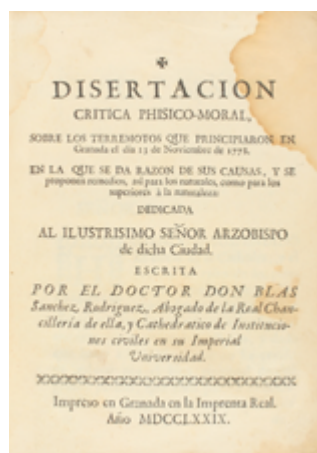 DISERTACION
CRITICA PHISICO-MORAL,
SOBRE LOS TERREMOTOS QUE PRINCIPIARON EN
Granada el dia 13 de Noviembre de 1778.
EN LA QUE SE DA RAZON DE SUS CAUSAS, Y SE
proponen remedios, asi para los naturales, como para los
superiores à la naturaleza:
DEDICADA
AL ILUSTRISIMO SEÑOR ARZOBISPO
de dicha Ciudad.
ESCRITA
POR EL DOCTOR DON BLAS
Sanchez, Rodriguez, Abogado de la Real Chan-
cilleria de ella, y Cathedratico de Institucio-
nes civiles en su Imperial
Universidad.
Impreso en Granada en la Imprenta Real.
Año MDCCLXXIX.